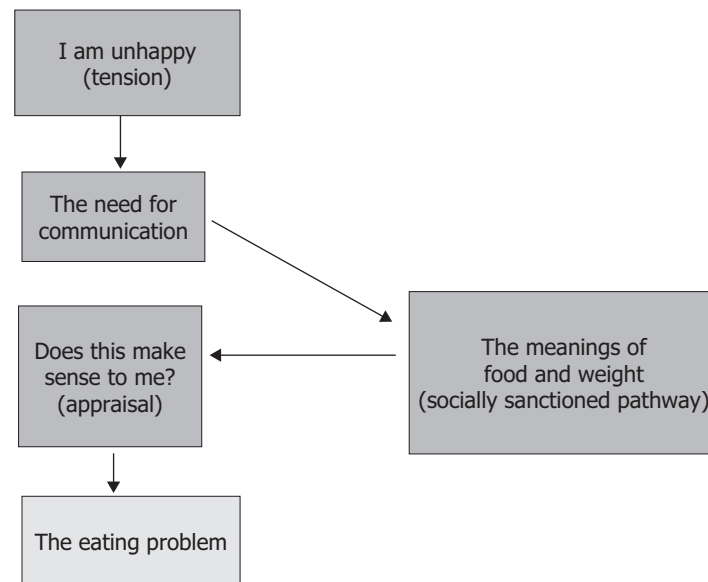 I am unhappy
(tension)
The need for
communication
The meanings of
food and weight
(socially sanctioned pathway)
Does this make
sense to me?
(appraisal)
The eating problem